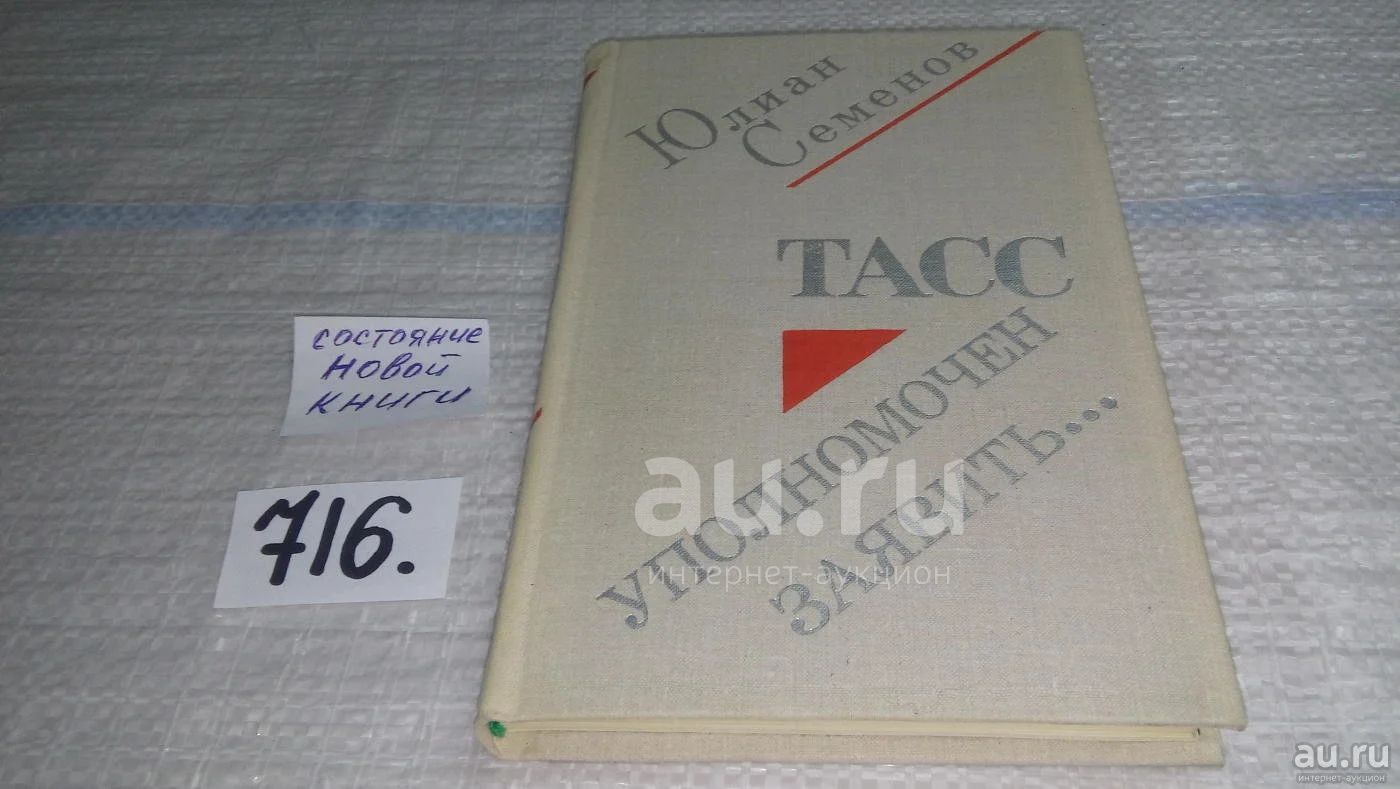 Юлиан
Семенов
ТАСС
УПОЛНОМОЧЕН
ЗАЯВИТЬ...
состояние
новой
книги
716.
au.ru
интернет-аукцион
au.ru
интернет-аукцион